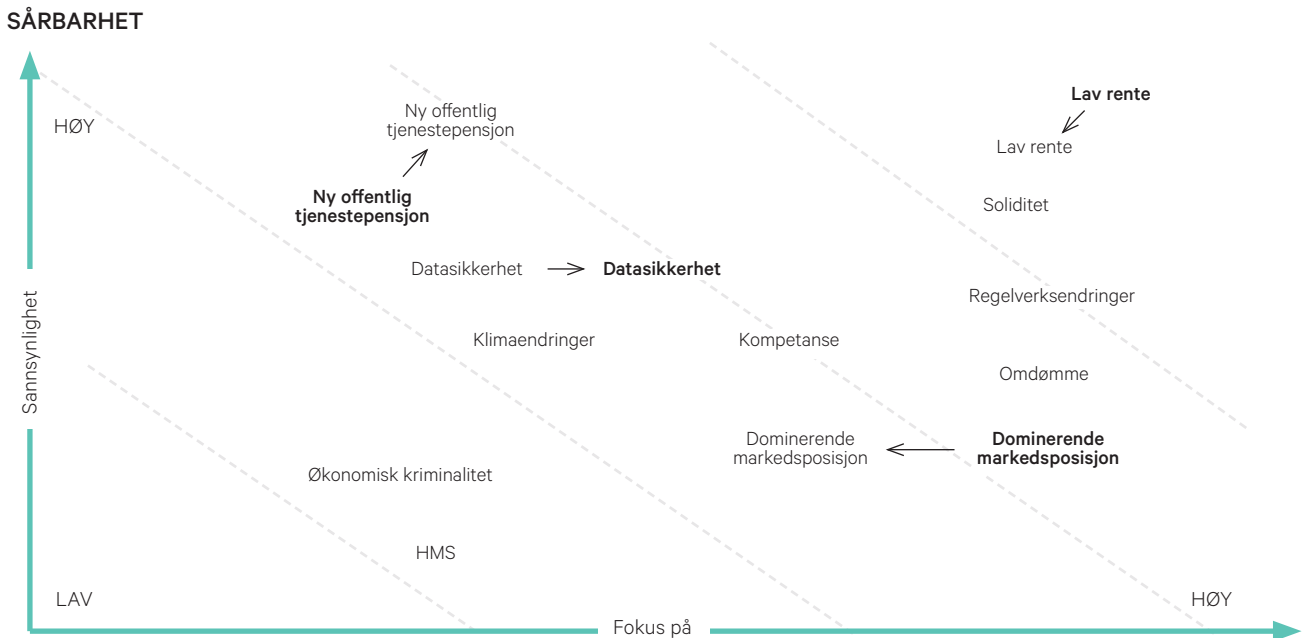 SÅRBARHET
HØY
Ny offentlig
tjenestepensjon
Lav rente
Lav rente
Ny offentlig
tjenestepensjon
Soliditet
Datasikkerhet
Datasikkerhet
Regelverksendringer
Sannsynlighet
Klimaendringer
Kompetanse
Omdømme
Dominerende
markedsposisjon
Dominerende
markedsposisjon
Økonomisk kriminalitet
HMS
LAV
HØY
Fokus på